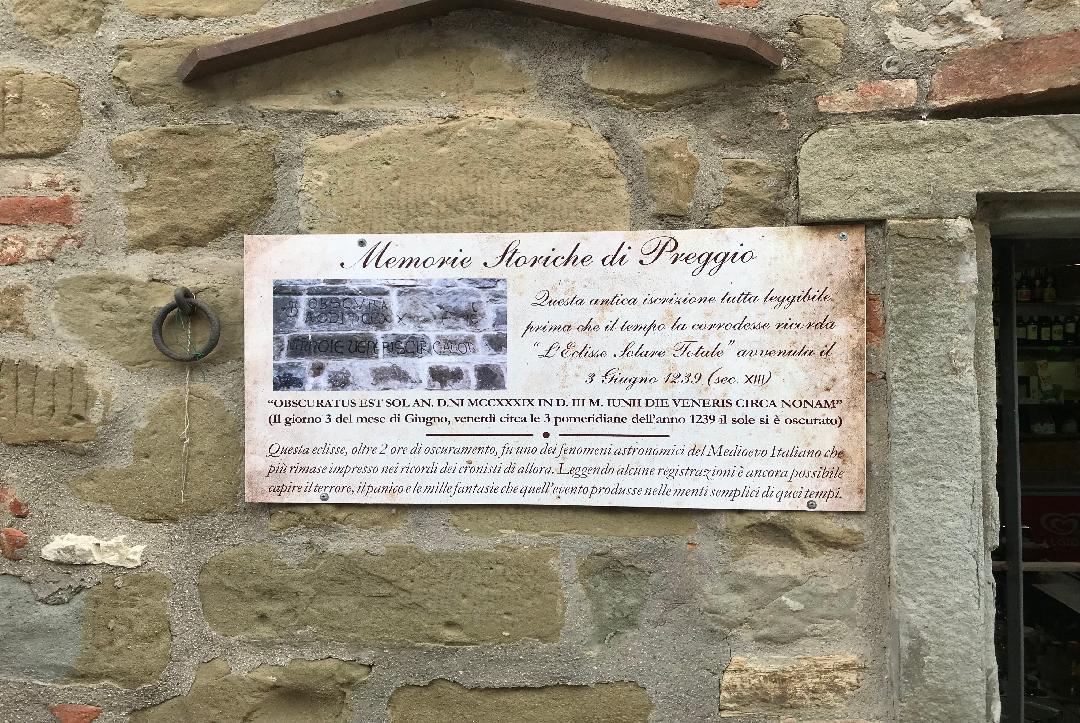 Memorie Storiche di Preggio
Questa antica iscrizione tutta leggibile,
prima che il tempo la corrodesse ricorda
"L'Eclisse Solare Totale" avvenuta il
3 Giugno 1239 (sec. XIII)
"OBSCURATUS EST SOL AN. D.NI MCCXXXIX IN D. III M. IUNII DIE VENERIS CIRCA NONAM"
(Il giorno 3 del mese di Giugno, venerdì circa le 3 pomeridiane dell'anno 1239 il sole si è oscurato)
Questa eclisse, oltre 2 ore di oscuramento, fu uno dei fenomeni astronomici del Medioevo Italiano che
più rimase impresso nei ricordi dei cronisti di allora. Leggendo alcune registrazioni è ancora possibile
capire il terrore, il panico e le mille fantasie che quell'evento produsse nelle menti semplici di quei tempi.